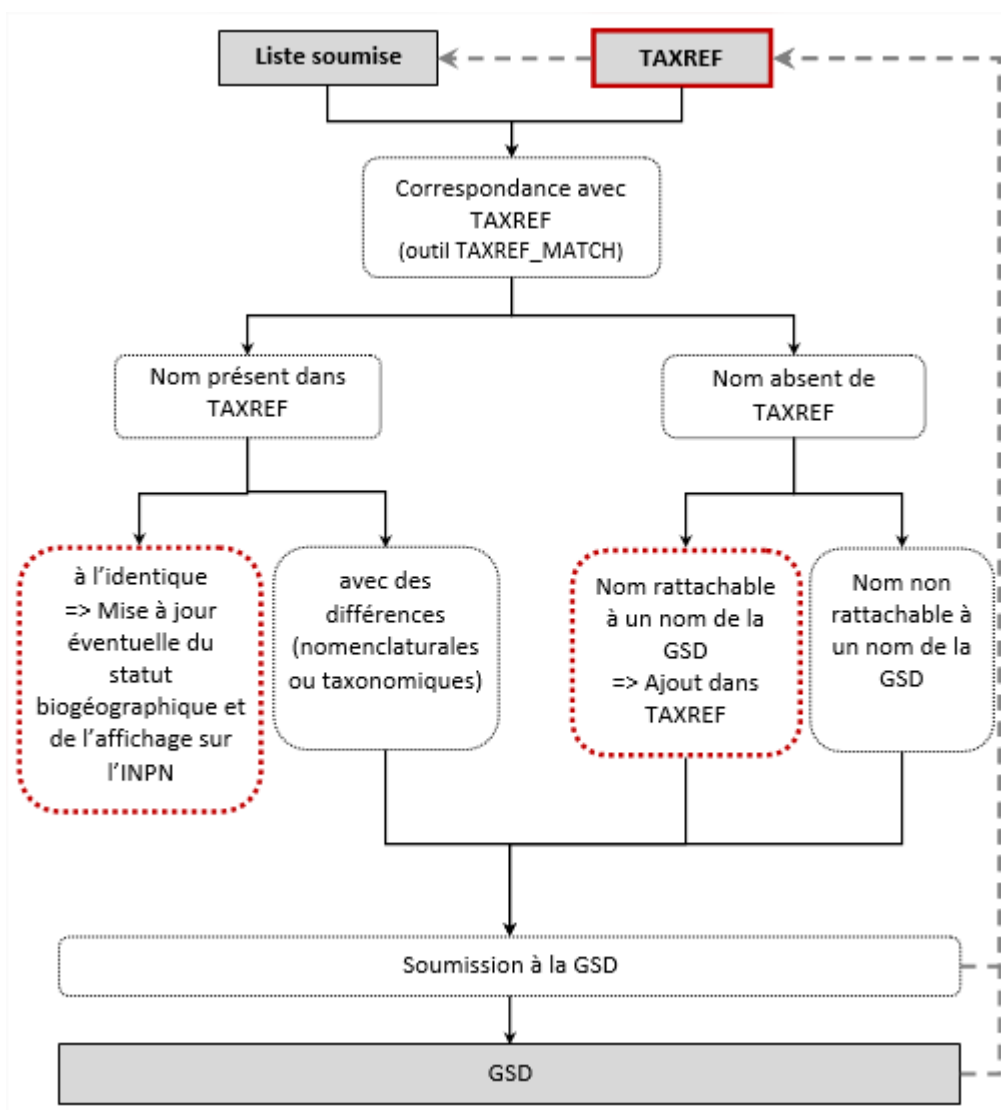 Liste soumise
TAXREF
Correspondance avec
TAXREF
(outil TAXREF_MATCH)
Nom présent dans
TAXREF
Nom absent de
TAXREF
à l’identique
=> Mise à jour
éventuelle du
statut
biogéographique et
de l’affichage sur
l’INPN
avec des
différences
(nomenclaturales
ou taxonomiques)
Nom rattachable
à un nom de la
GSD
=> Ajout dans
TAXREF
Nom non
rattachable à
un nom de la
GSD
Soumission à la GSD
GSD